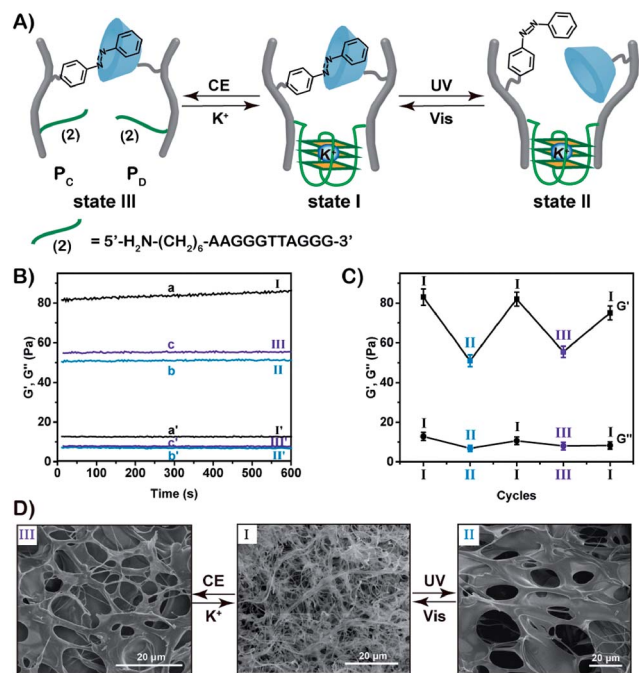 A)
N=N
N=N
N=N
CE
K⁺
UV
Vis
(2) (2)
K⁺
K⁺
P_C P_D
state III
state I
state II
(2) = 5'-H₂N-(CH₂)₆-AAGGGTTAGGG-3'
B)
G', G'' (Pa)
80
60
40
20
0
a I
c III
b II
a' I'
c' III'
b' II'
0 100 200 300 400 500 600
Time (s)
C)
G', G'' (Pa)
80
60
40
20
0
I II I III I G'
I II I III I G''
I II I III I
Cycles
D)
III
20 µm
CE
K⁺
I
20 µm
UV
Vis
II
20 µm